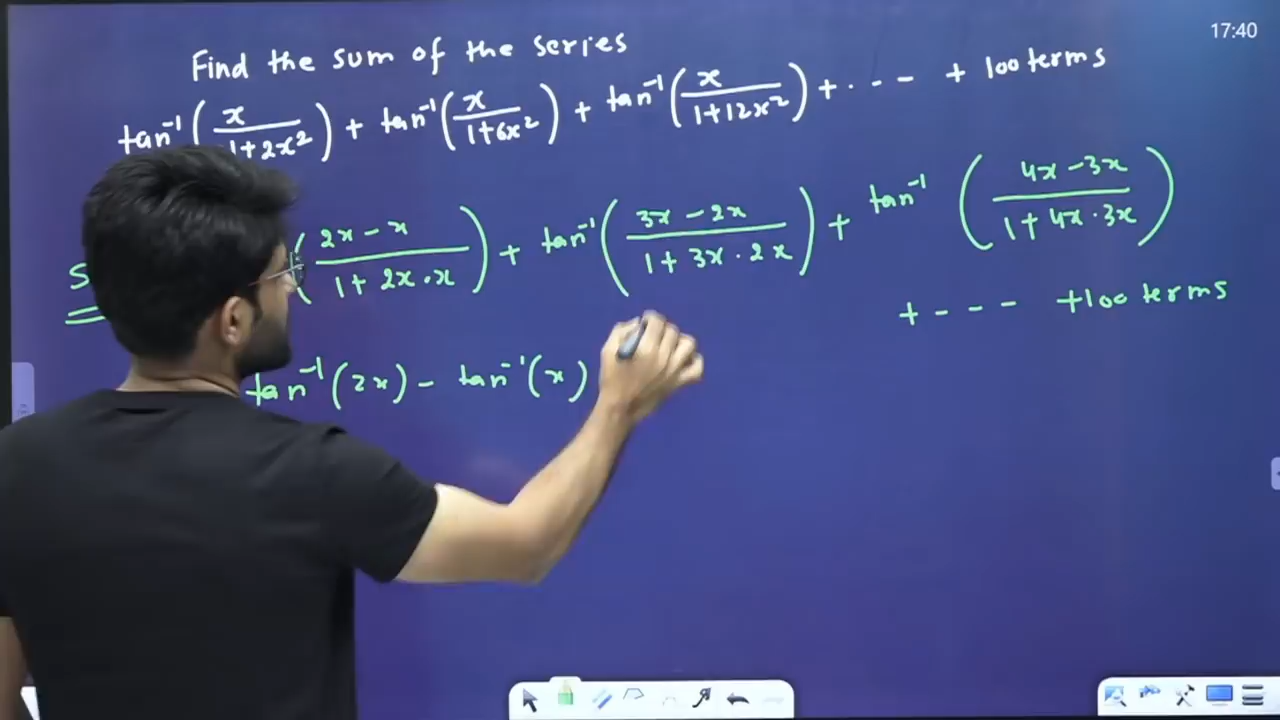 17:40
Find the sum of the series
tan⁻¹(x/1+2x²) + tan⁻¹(x/1+6x²) + tan⁻¹(x/1+12x²) + ·--- + 100 terms
(2x-x/1+2x·x) + tan⁻¹(3x-2x/1+3x·2x) + tan⁻¹(4x-3x/1+4x·3x)
+--- +100 terms
tan⁻¹(2x) - tan⁻¹(x)